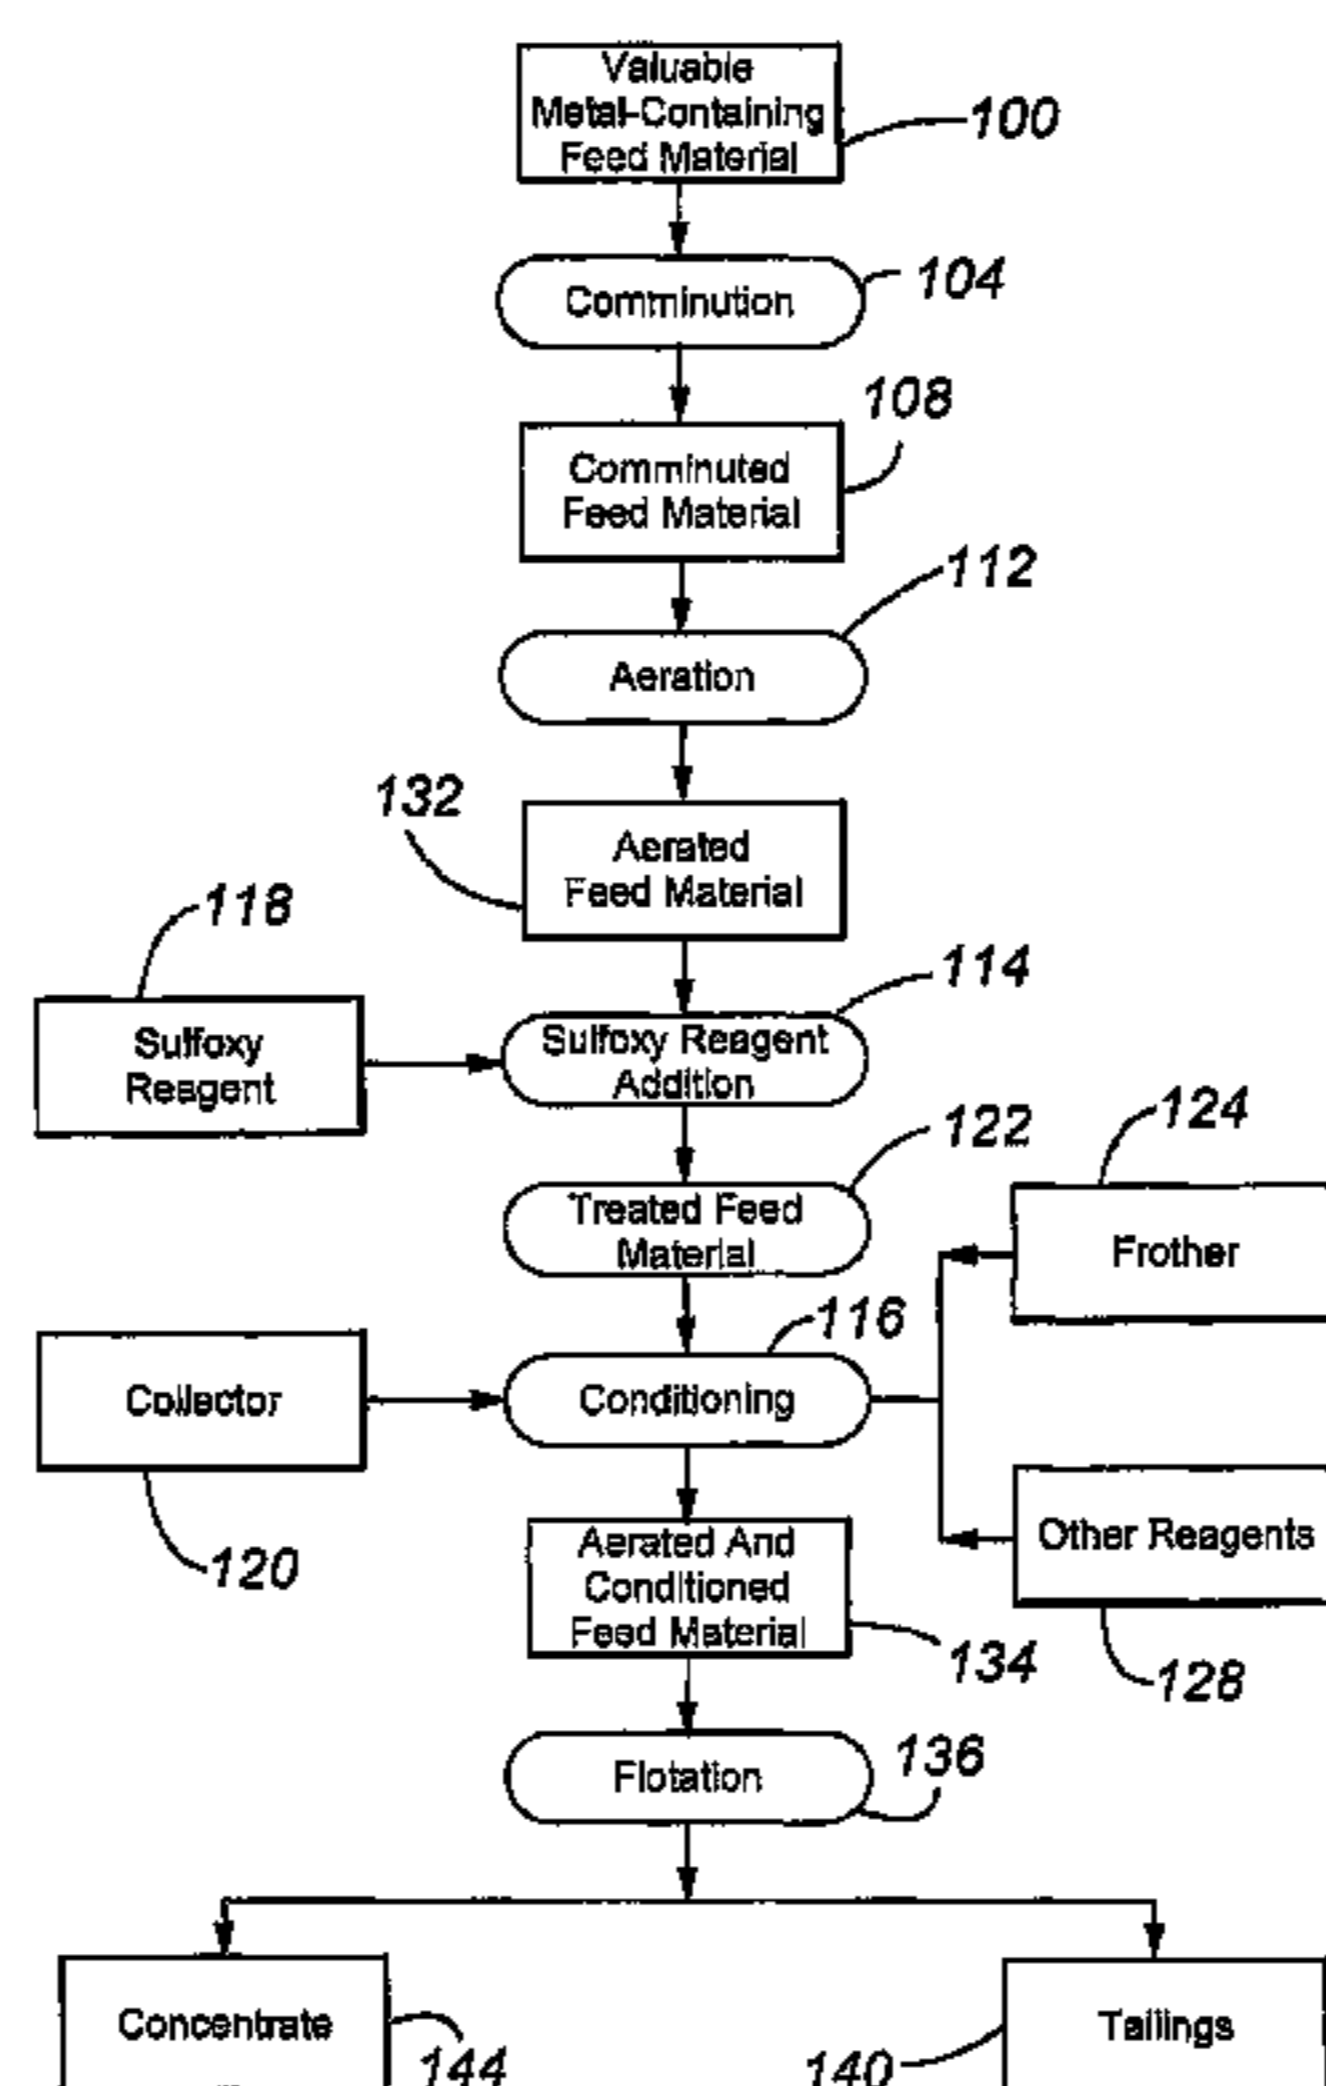 Valuable
Metal-Containing
Feed Material
100
Comminution
104
108
Comminuted
Feed Material
112
Aeration
132
Aerated
Feed Material
118
114
Sulfoxy
Reagent
Sulfoxy Reagent
Addition
122
124
Treated Feed
Material
Frother
116
Collector
Conditioning
120
Aerated And
Conditioned
Feed Material
Other Reagents
134
128
136
Flotation
Concentrate
144
Tailings
140